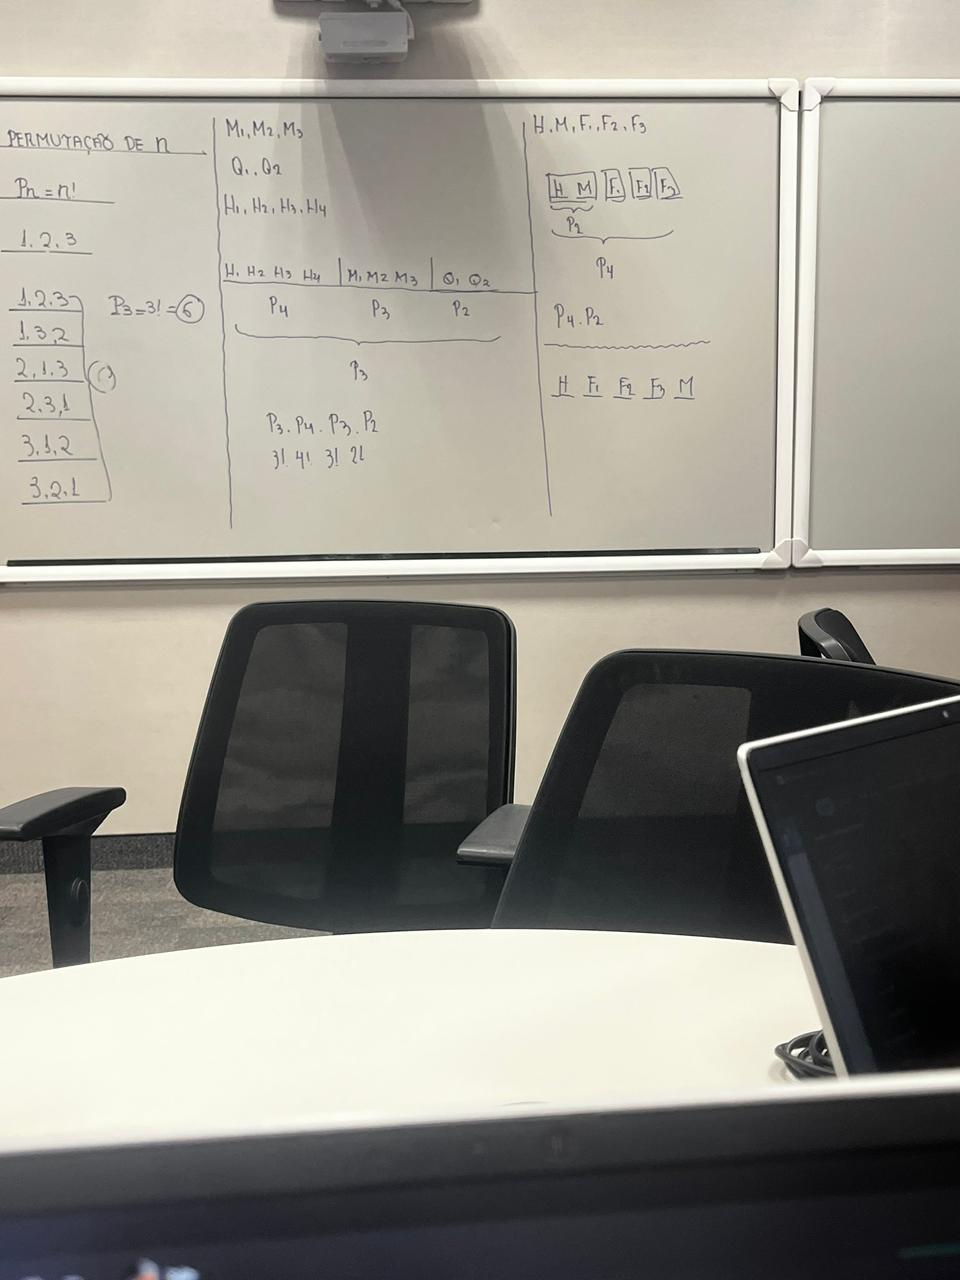 PERMUTAÇÃO DE n
Pn = n!
1, 2, 3
1, 2, 3
1, 3, 2
2, 1, 3
2, 3, 1
3, 1, 2
3, 2, 1
P3 = 3! = 6
M1, M2, M3
Q1, Q2
H1, H2, H3, H4
H1 H2 H3 H4 | M1 M2 M3 | Q1 Q2
P4 P3 P2
P3
P3 . P4 . P3 . P2
3! 4! 3! 2!
H, M, F1, F2, F3
H M F1 F2 F3
P2
P4
P4 . P2
H F1 F2 F3 M